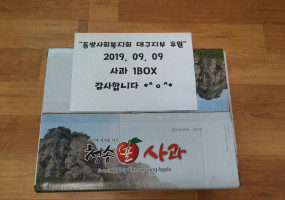 "동방사회복지회 대구지부 후원"
2019. 09. 09
사과 1BOX
감사합니다 *^o^*
청송 꿀 사과